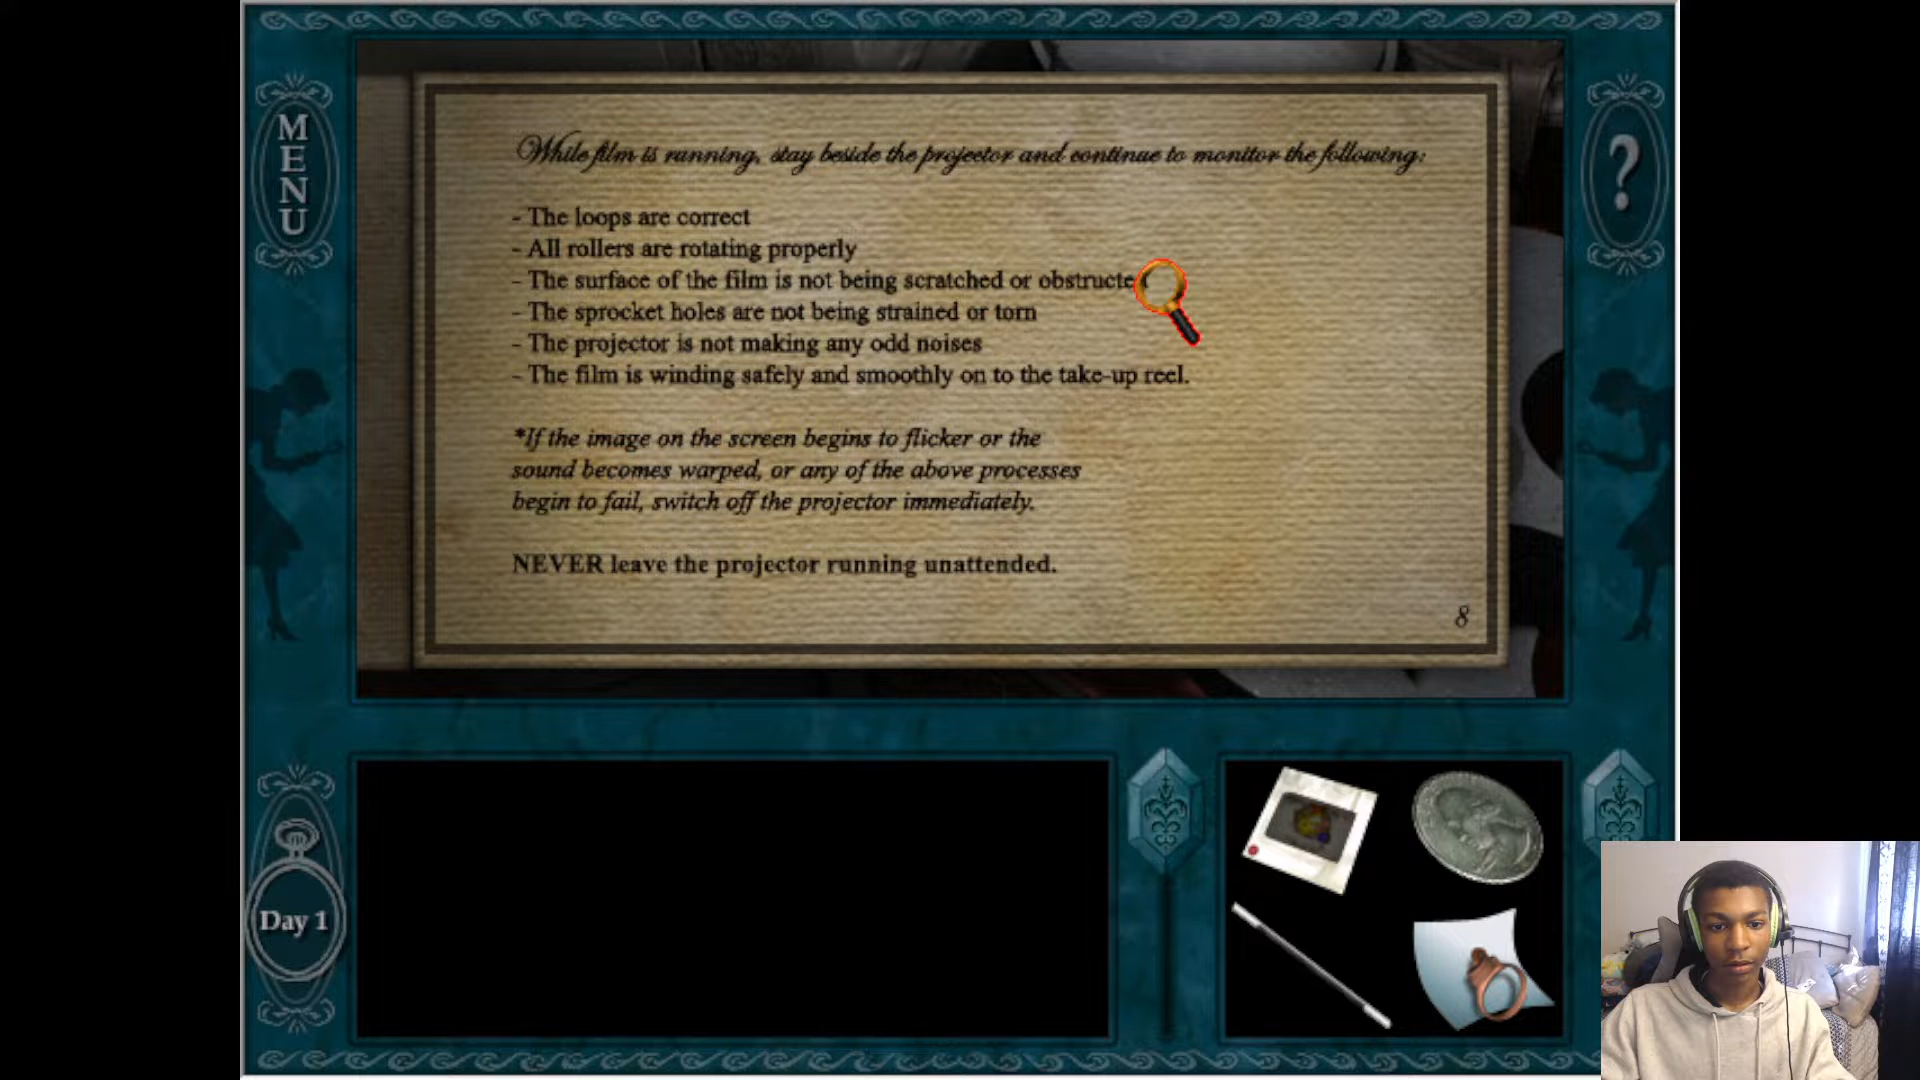 MENU
?
While film is running, stay beside the projector and continue to monitor the following:
- The loops are correct
- All rollers are rotating properly
- The surface of the film is not being scratched or obstructe
- The sprocket holes are not being strained or torn
- The projector is not making any odd noises
- The film is winding safely and smoothly on to the take-up reel.
*If the image on the screen begins to flicker or the
sound becomes warped, or any of the above processes
begin to fail, switch off the projector immediately.
NEVER leave the projector running unattended.
8
Day 1